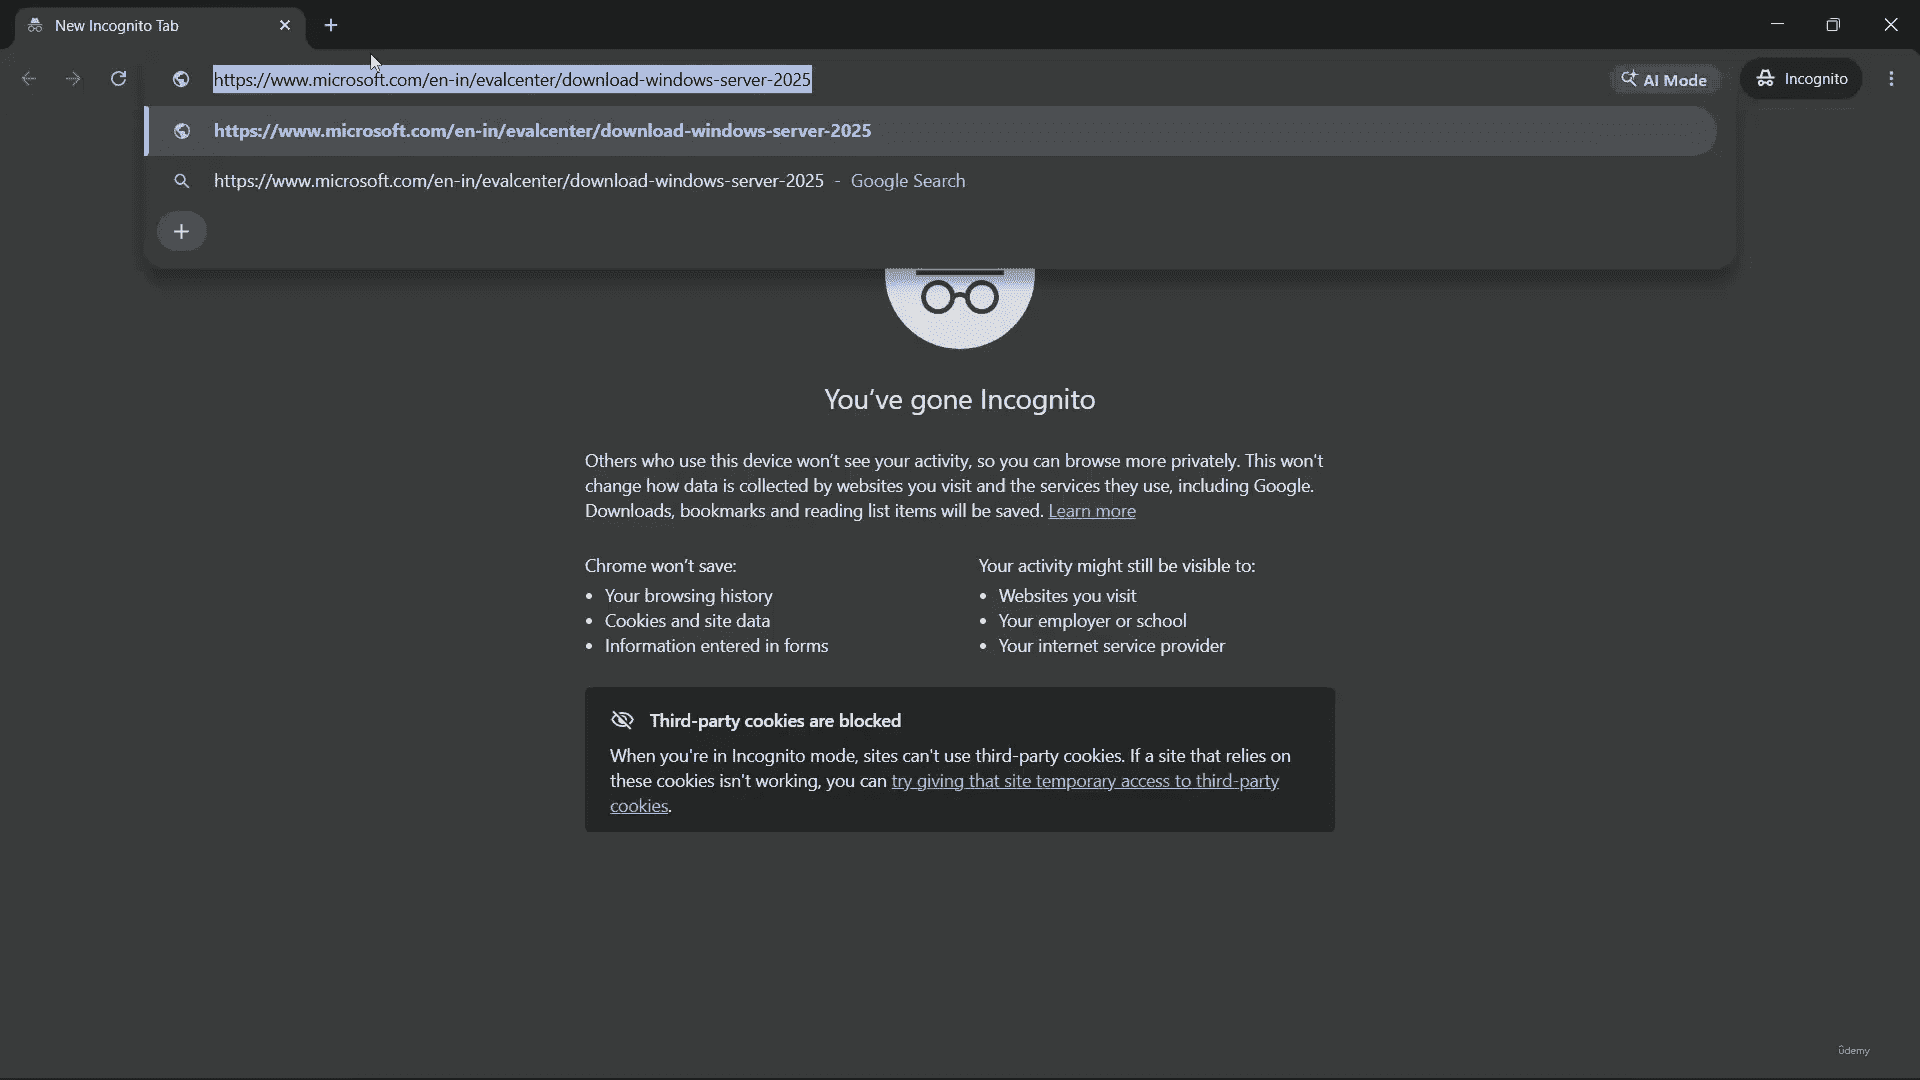 New Incognito Tab
https://www.microsoft.com/en-in/evalcenter/download-windows-server-2025
AI Mode
Incognito
https://www.microsoft.com/en-in/evalcenter/download-windows-server-2025
https://www.microsoft.com/en-in/evalcenter/download-windows-server-2025 - Google Search
You've gone Incognito
Others who use this device won't see your activity, so you can browse more privately. This won't
change how data is collected by websites you visit and the services they use, including Google.
Downloads, bookmarks and reading list items will be saved. Learn more
Chrome won't save:
• Your browsing history
• Cookies and site data
• Information entered in forms
Your activity might still be visible to:
• Websites you visit
• Your employer or school
• Your internet service provider
Third-party cookies are blocked
When you're in Incognito mode, sites can't use third-party cookies. If a site that relies on
these cookies isn't working, you can try giving that site temporary access to third-party
cookies.
ûdemy